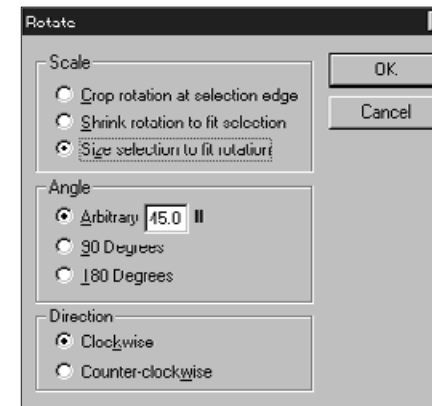 Rotate
Scale
Crop rotation at selection edge
Shrink rotation to fit selection
Size selection to fit rotation
Angle
Arbitrary 45.0
90 Degrees
180 Degrees
Direction
Clockwise
Counter-clockwise
OK
Cancel